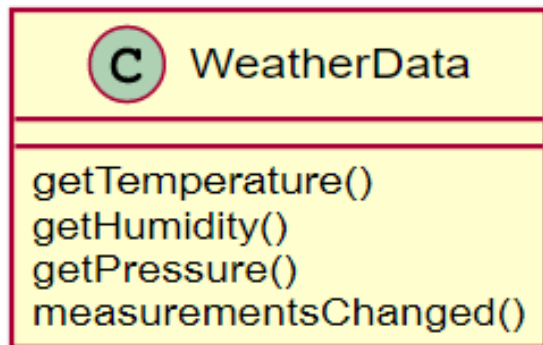 C WeatherData
getTemperature()
getHumidity()
getPressure()
measurementsChanged()